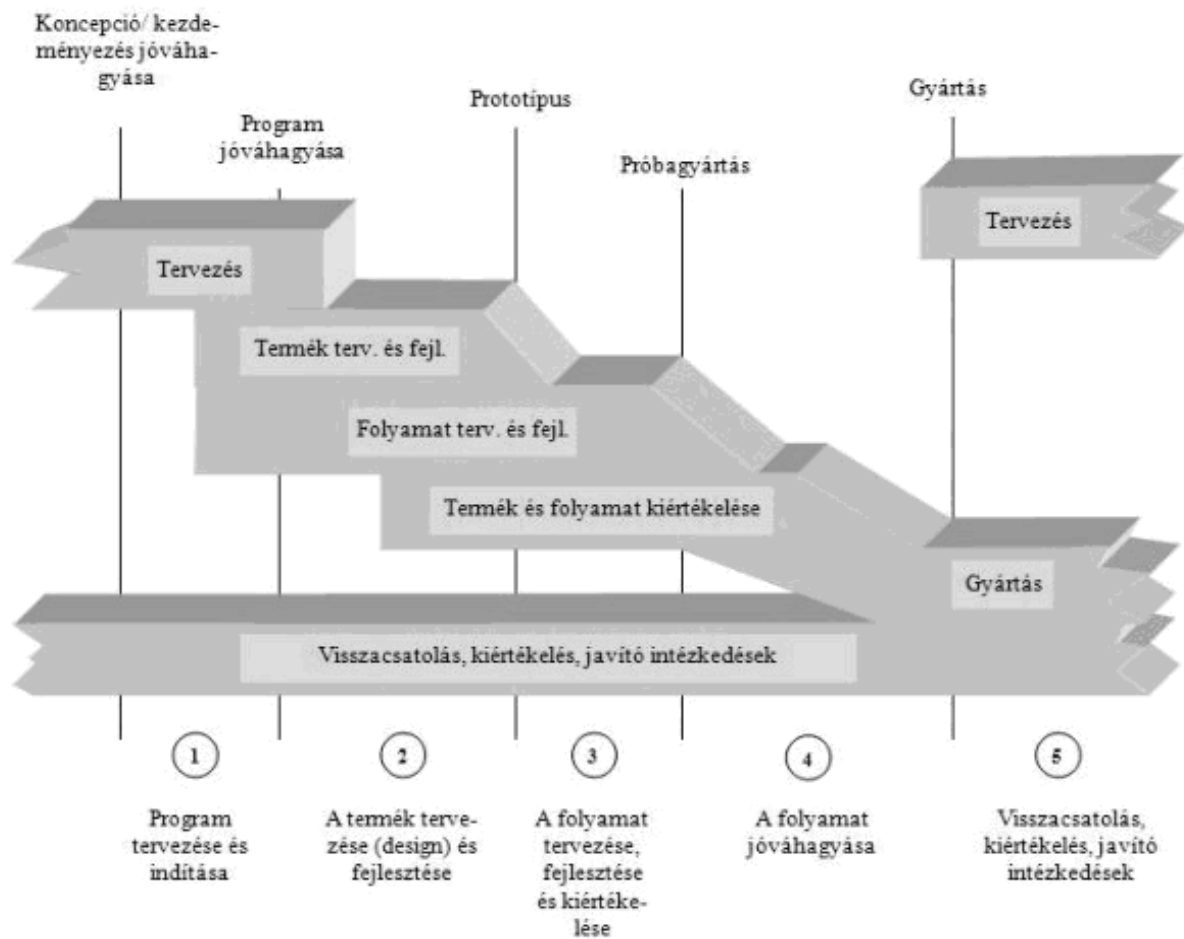 Koncepció/ kezde-
ményezés jóváha-
gyása
Program
jóváhagyása
Prototípus
Próbagyártás
Gyártás
Tervezés
Tervezés
Termék terv. és fejl.
Folyamat terv. és fejl.
Termék és folyamat kiértékelése
Gyártás
Visszacsatolás, kiértékelés, javító intézkedések
1
2
3
4
5
Program
tervezése és
indítása
A termék terve-
zése (design) és
fejlesztése
A folyamat
tervezése,
fejlesztése
és kiértéke-
lése
A folyamat
jóváhagyása
Visszacsatolás,
kiértékelés, javító
intézkedések